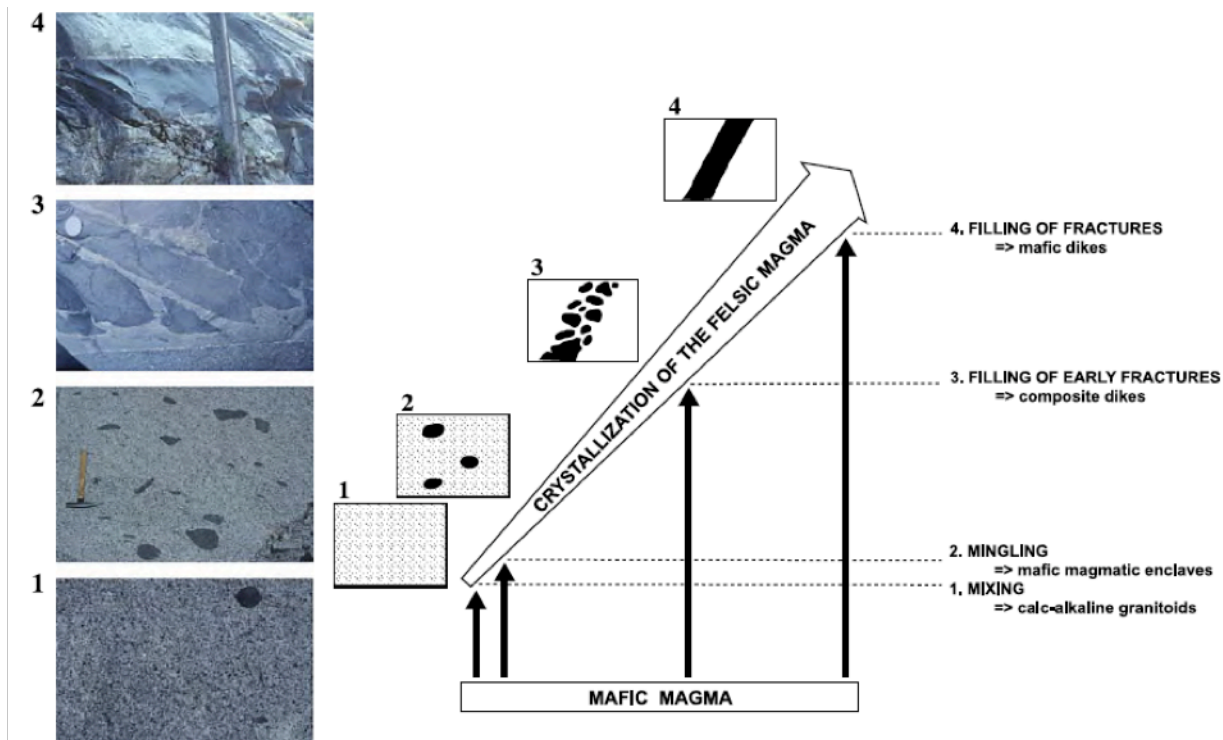 4
3
2
1
4
3
2
1
CRYSTALLIZATION OF THE FELSIC MAGMA
4. FILLING OF FRACTURES
=> mafic dikes
3. FILLING OF EARLY FRACTURES
=> composite dikes
2. MINGLING
=> mafic magmatic enclaves
1. MIXING
=> calc-alkaline granitoids
MAFIC MAGMA